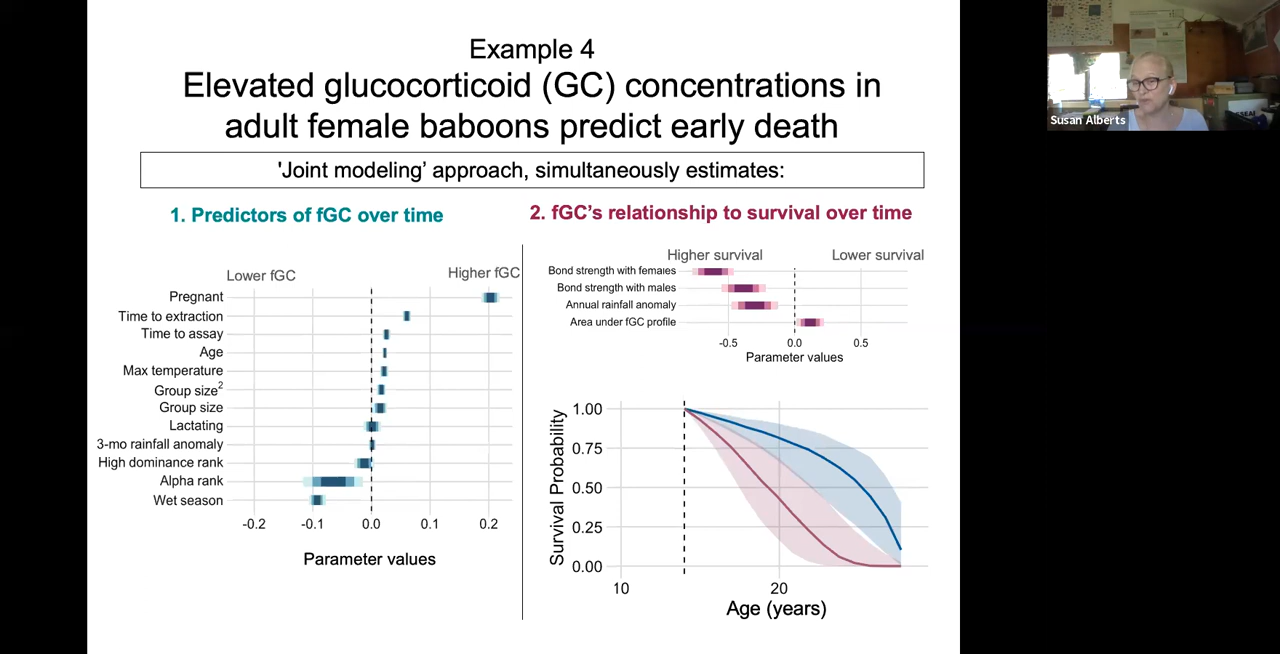 Example 4
Elevated glucocorticoid (GC) concentrations in
adult female baboons predict early death
'Joint modeling’ approach, simultaneously estimates:
1. Predictors of fGC over time
Lower fGC
Higher fGC
Pregnant
Time to extraction
Time to assay
Age
Max temperature
Group size2
Group size
Lactating
3-mo rainfall anomaly
High dominance rank
Alpha rank
Wet season
-0.2 -0.1 0.0 0.1 0.2
Parameter values
2. fGC’s relationship to survival over time
Higher survival
Lower survival
Bond strength with females
Bond strength with males
Annual rainfall anomaly
Area under fGC profile
-0.5 0.0 0.5
Parameter values
Survival Probability
1.00
0.75
0.50
0.25
0.00
10 20
Age (years)
Susan Alberts